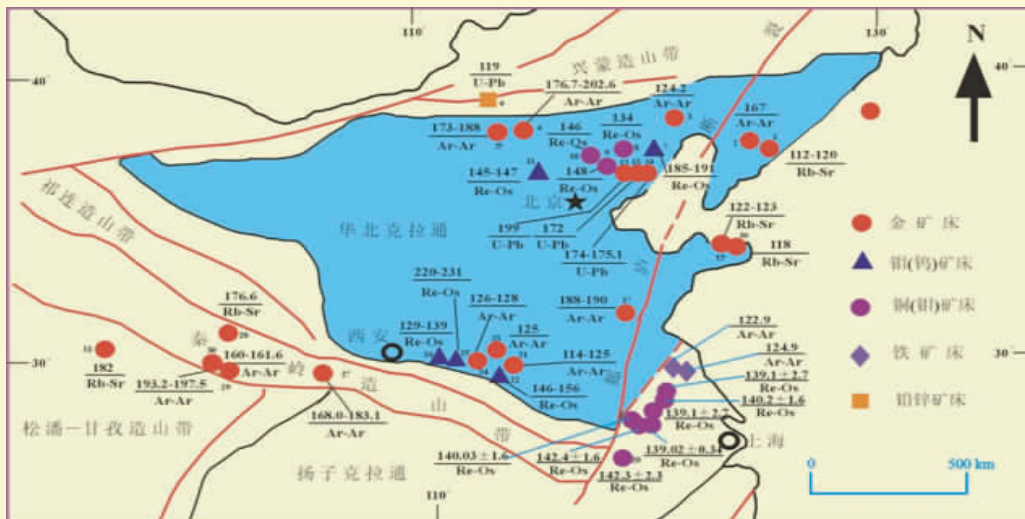 110°
130°
40°
40°
N
兴蒙造山带
119
U-Pb
176.7-202.6
Ar-Ar
124.2
Ar-Ar
167
Ar-Ar
173-188
Ar-Ar
146
Re-Os
134
Re-Os
112-120
Rb-Sr
145-147
Re-Os
148
Re-Os
185-191
Re-Os
北京
断
祁连造山带
华北克拉通
199
U-Pb
172
U-Pb
174-175.1
U-Pb
122-123
Rb-Sr
118
Rb-Sr
金矿床
钼(钨)矿床
铜(钼)矿床
铁矿床
铅锌矿床
220-231
Re-Os
126-128
Ar-Ar
188-190
Ar-Ar
176.6
Rb-Sr
西安
129-139
Re-Os
125
Ar-Ar
122.9
Ar-Ar
124.9
Ar-Ar
30°
30°
182
Rb-Sr
秦岭造山带
160-161.6
Ar-Ar
114-125
Ar-Ar
139.1±2.7
Re-Os
193.2-197.5
Ar-Ar
146-156
Re-Os
140.2±1.6
Re-Os
168.0-183.1
Ar-Ar
139.1±2.7
Re-Os
松潘-甘孜造山带
扬子克拉通
140.03±1.6
Re-Os
142.4±1.6
Re-Os
139.02±0.34
Re-Os
上海
142.3±2.3
Re-Os
0
500 km
110°